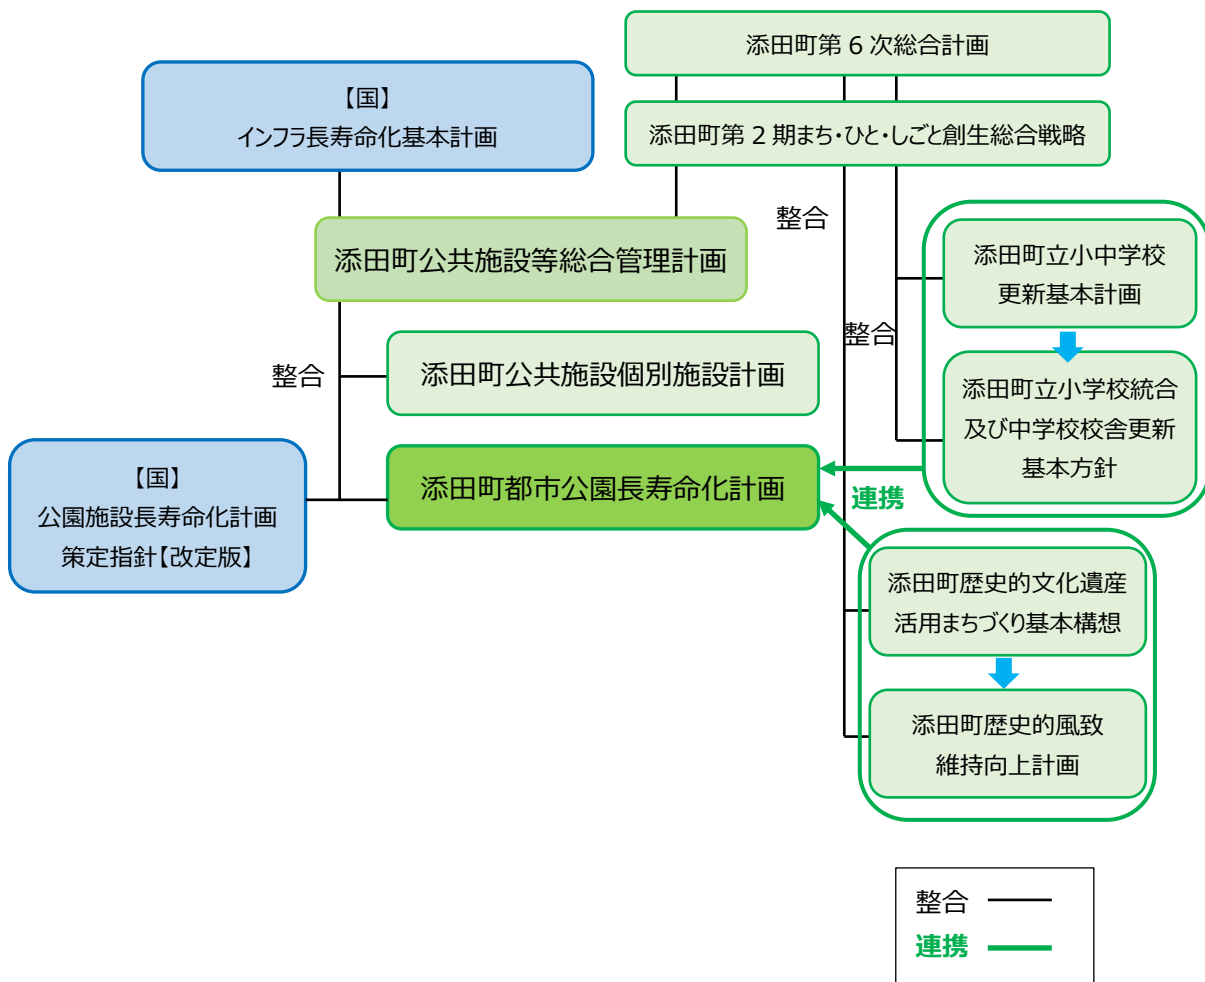 添田町第６次総合計画
【国】
インフラ長寿命化基本計画
添田町第２期まち・ひと・しごと創生総合戦略
整合
添田町公共施設等総合管理計画
添田町立小中学校
更新基本計画
整合
添田町公共施設個別施設計画
整合
添田町立小学校統合
及び中学校校舎更新
基本方針
【国】
公園施設長寿命化計画
策定指針【改定版】
添田町都市公園長寿命化計画
連携
添田町歴史的文化遺産
活用まちづくり基本構想
添田町歴史的風致
維持向上計画
整合
連携